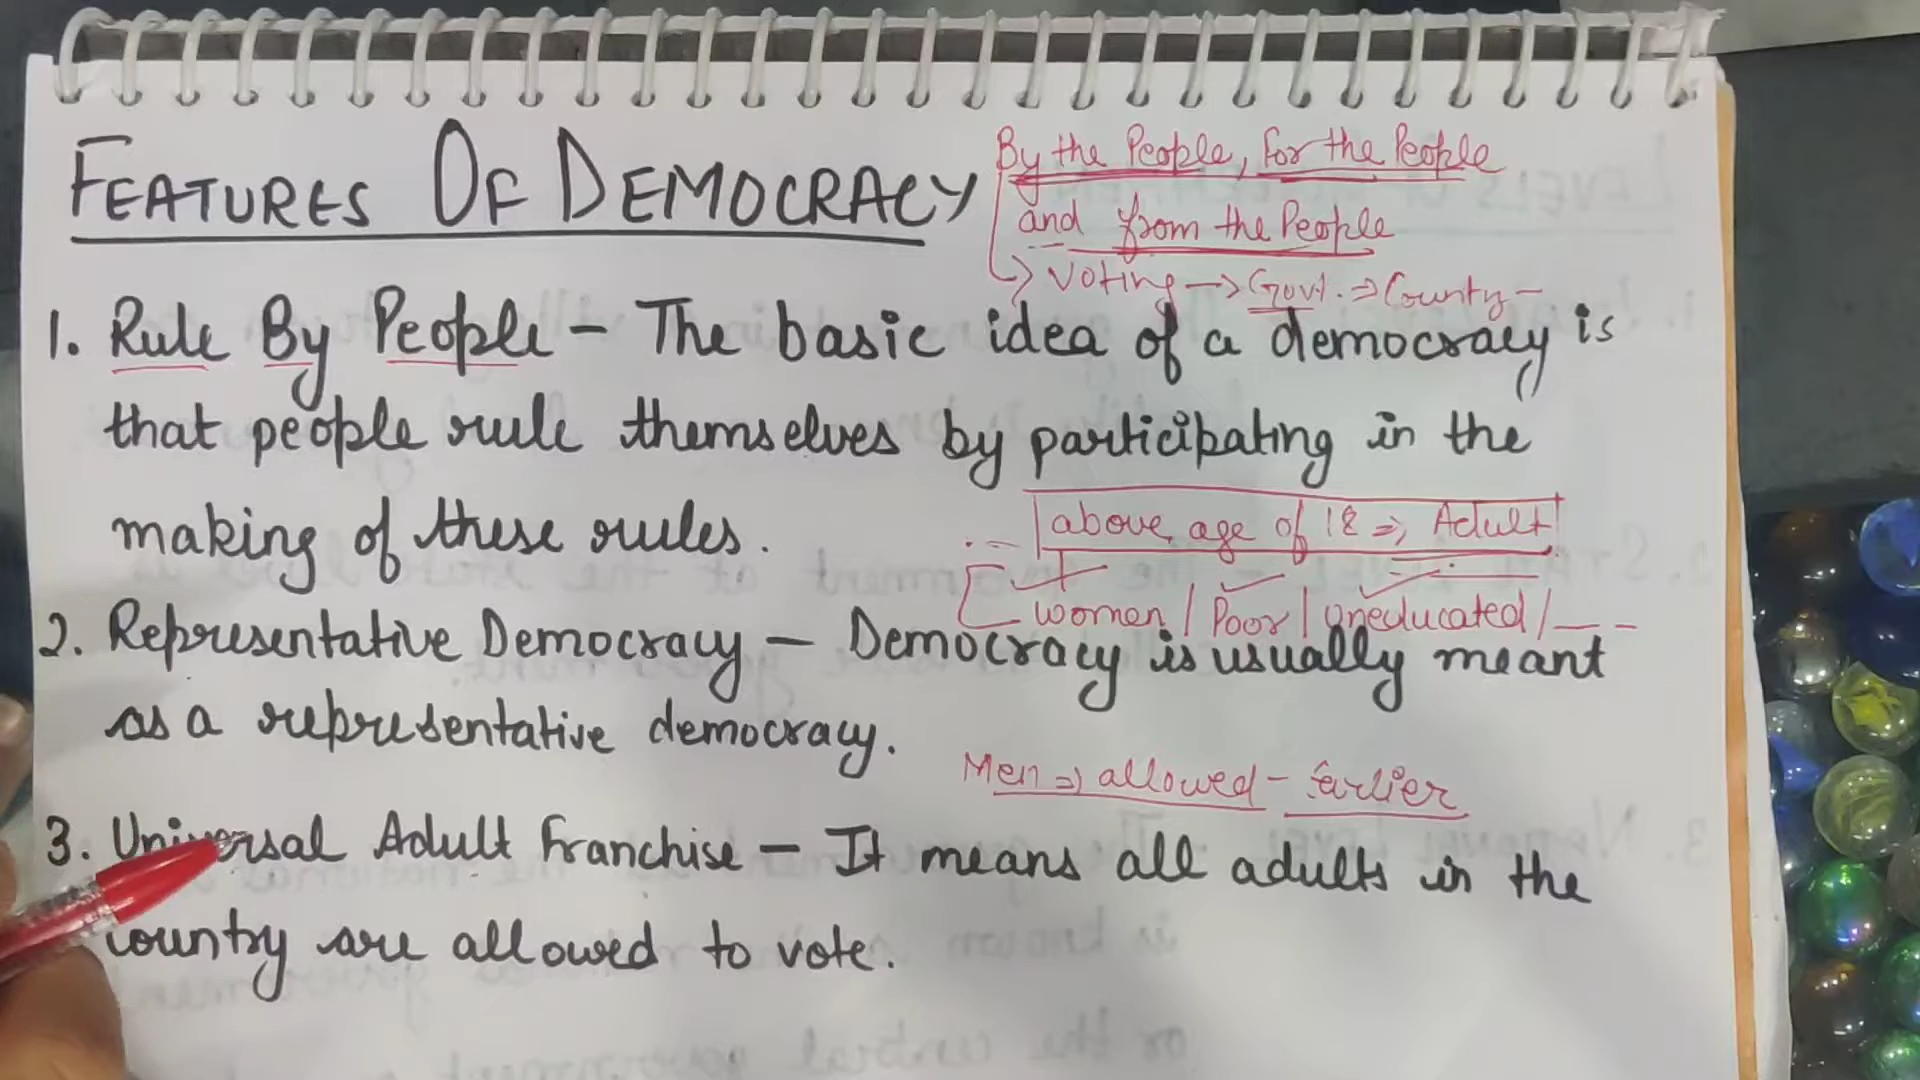 FEATURES OF DEMOCRACY
By the People, for the People
and from the People
→ Voting → Govt. ⇒ County -
1. Rule By People - The basic idea of a democracy is
that people rule themselves by participating in the
making of these rules.
above age of 18 ⇒ Adult
women / Poor / uneducated / _ _
2. Representative Democracy - Democracy is usually meant
as a representative democracy.
Men ⇒ allowed - Earlier
3. Universal Adult Franchise - It means all adults in the
country are allowed to vote.